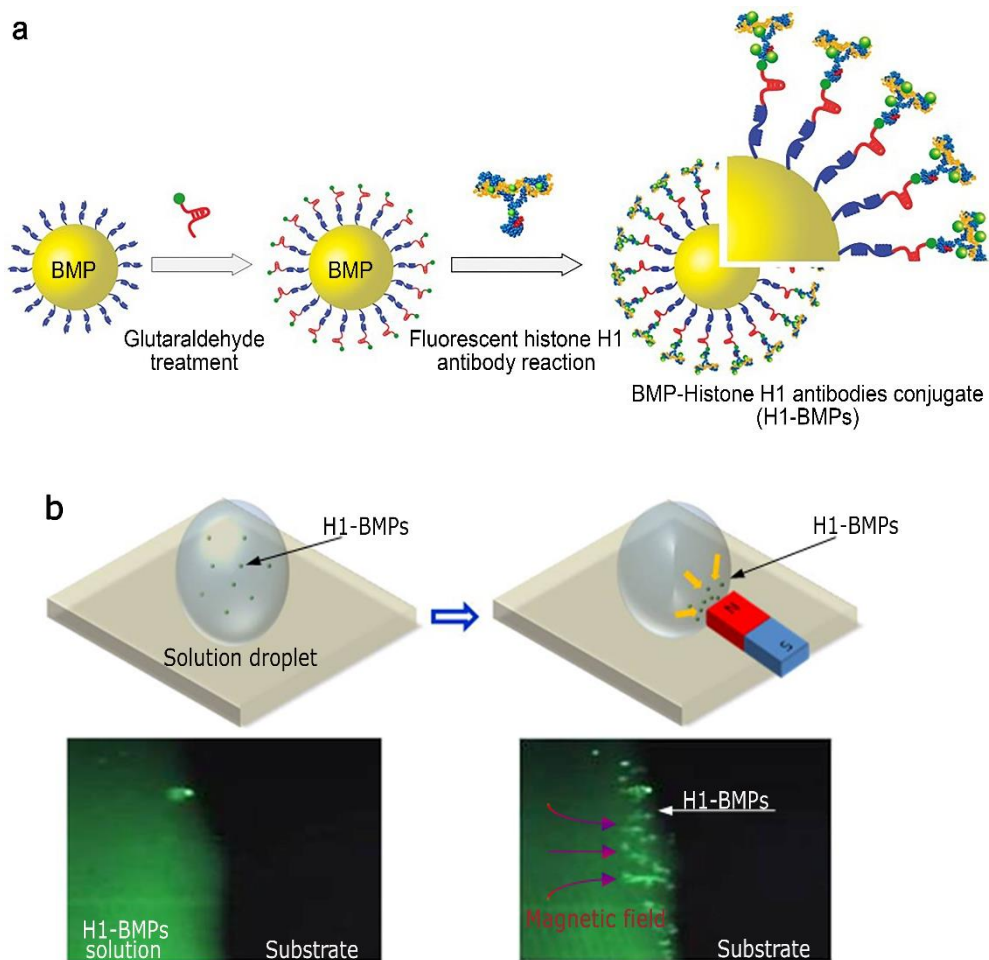 a
BMP
Glutaraldehyde
treatment
BMP
Fluorescent histone H1
antibody reaction
BMP-Histone H1 antibodies conjugate
(H1-BMPs)
b
H1-BMPs
Solution droplet
H1-BMPs
N
S
H1-BMPs
solution
Substrate
H1-BMPs
Magnetic field
Substrate